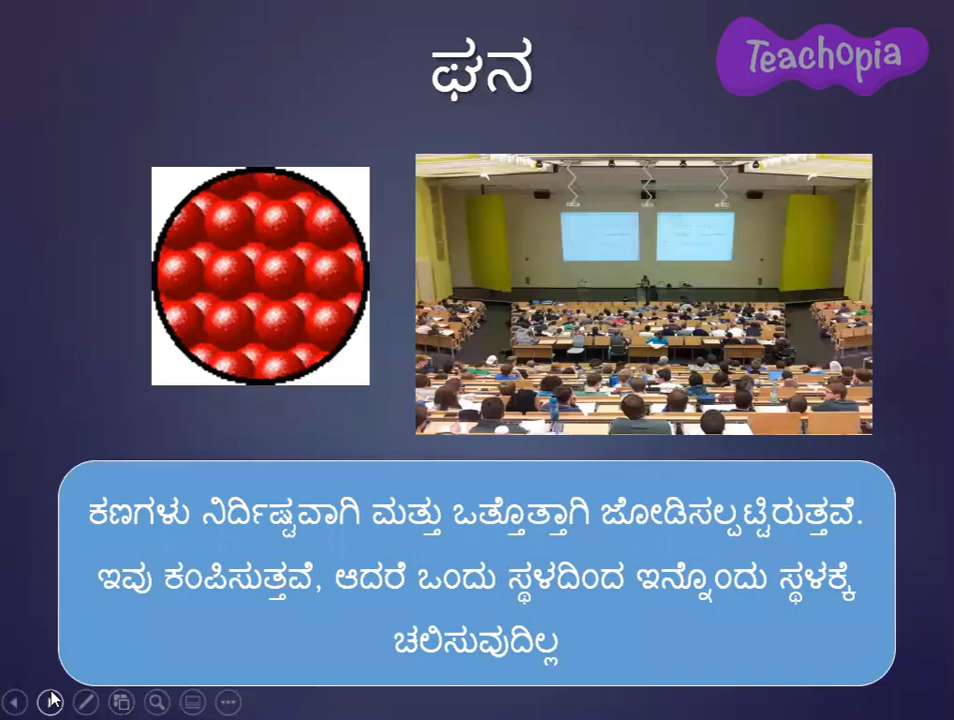 ಘನ
Teachopia
ಕಣಗಳು ನಿರ್ದಿಷ್ಟವಾಗಿ ಮತ್ತು ಒತ್ತೊತ್ತಾಗಿ ಜೋಡಿಸಲ್ಪಟ್ಟಿರುತ್ತವೆ.
ಇವು ಕಂಪಿಸುತ್ತವೆ, ಆದರೆ ಒಂದು ಸ್ಥಳದಿಂದ ಇನ್ನೊಂದು ಸ್ಥಳಕ್ಕೆ
ಚಲಿಸುವುದಿಲ್ಲ